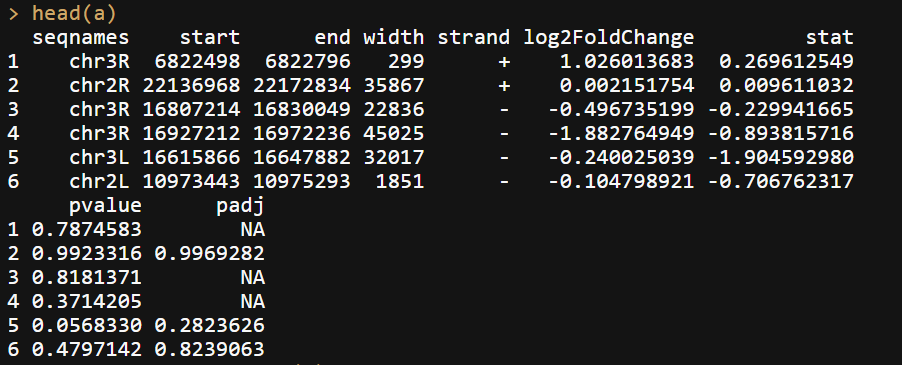 > head(a)
  seqnames    start      end width strand log2FoldChange         stat
1    chr3R  6822498  6822796   299      +    1.026013683  0.269612549
2    chr2R 22136968 22172834 35867      +    0.002151754  0.009611032
3    chr3R 16807214 16830049 22836      -   -0.496735199 -0.229941665
4    chr3R 16927212 16972236 45025      -   -1.882764949 -0.893815716
5    chr3L 16615866 16647882 32017      -   -0.240025039 -1.904592980
6    chr2L 10973443 10975293  1851      -   -0.104798921 -0.706762317
     pvalue      padj
1 0.7874583        NA
2 0.9923316 0.9969282
3 0.8181371        NA
4 0.3714205        NA
5 0.0568330 0.2823626
6 0.4797142 0.8239063